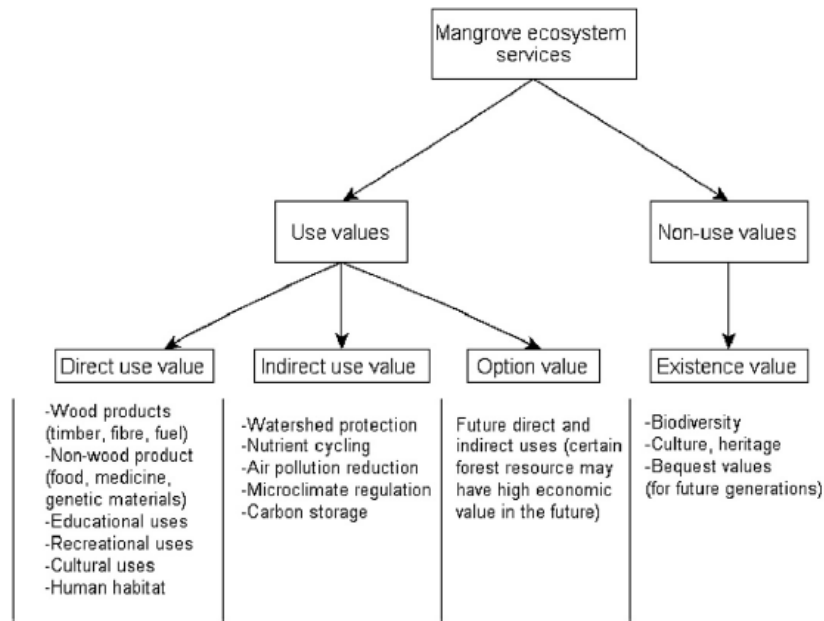 Mangrove ecosystem
services
Use values
Non-use values
Direct use value
Indirect use value
Option value
Existence value
-Wood products
(timber, fibre, fuel)
-Non-wood product
(food, medicine,
genetic materials)
-Educational uses
-Recreational uses
-Cultural uses
-Human habitat
-Watershed protection
-Nutrient cycling
-Air pollution reduction
-Microclimate regulation
-Carbon storage
Future direct and
indirect uses (certain
forest resource may
have high economic
value in the future)
-Biodiversity
-Culture, heritage
-Bequest values
(for future generations)